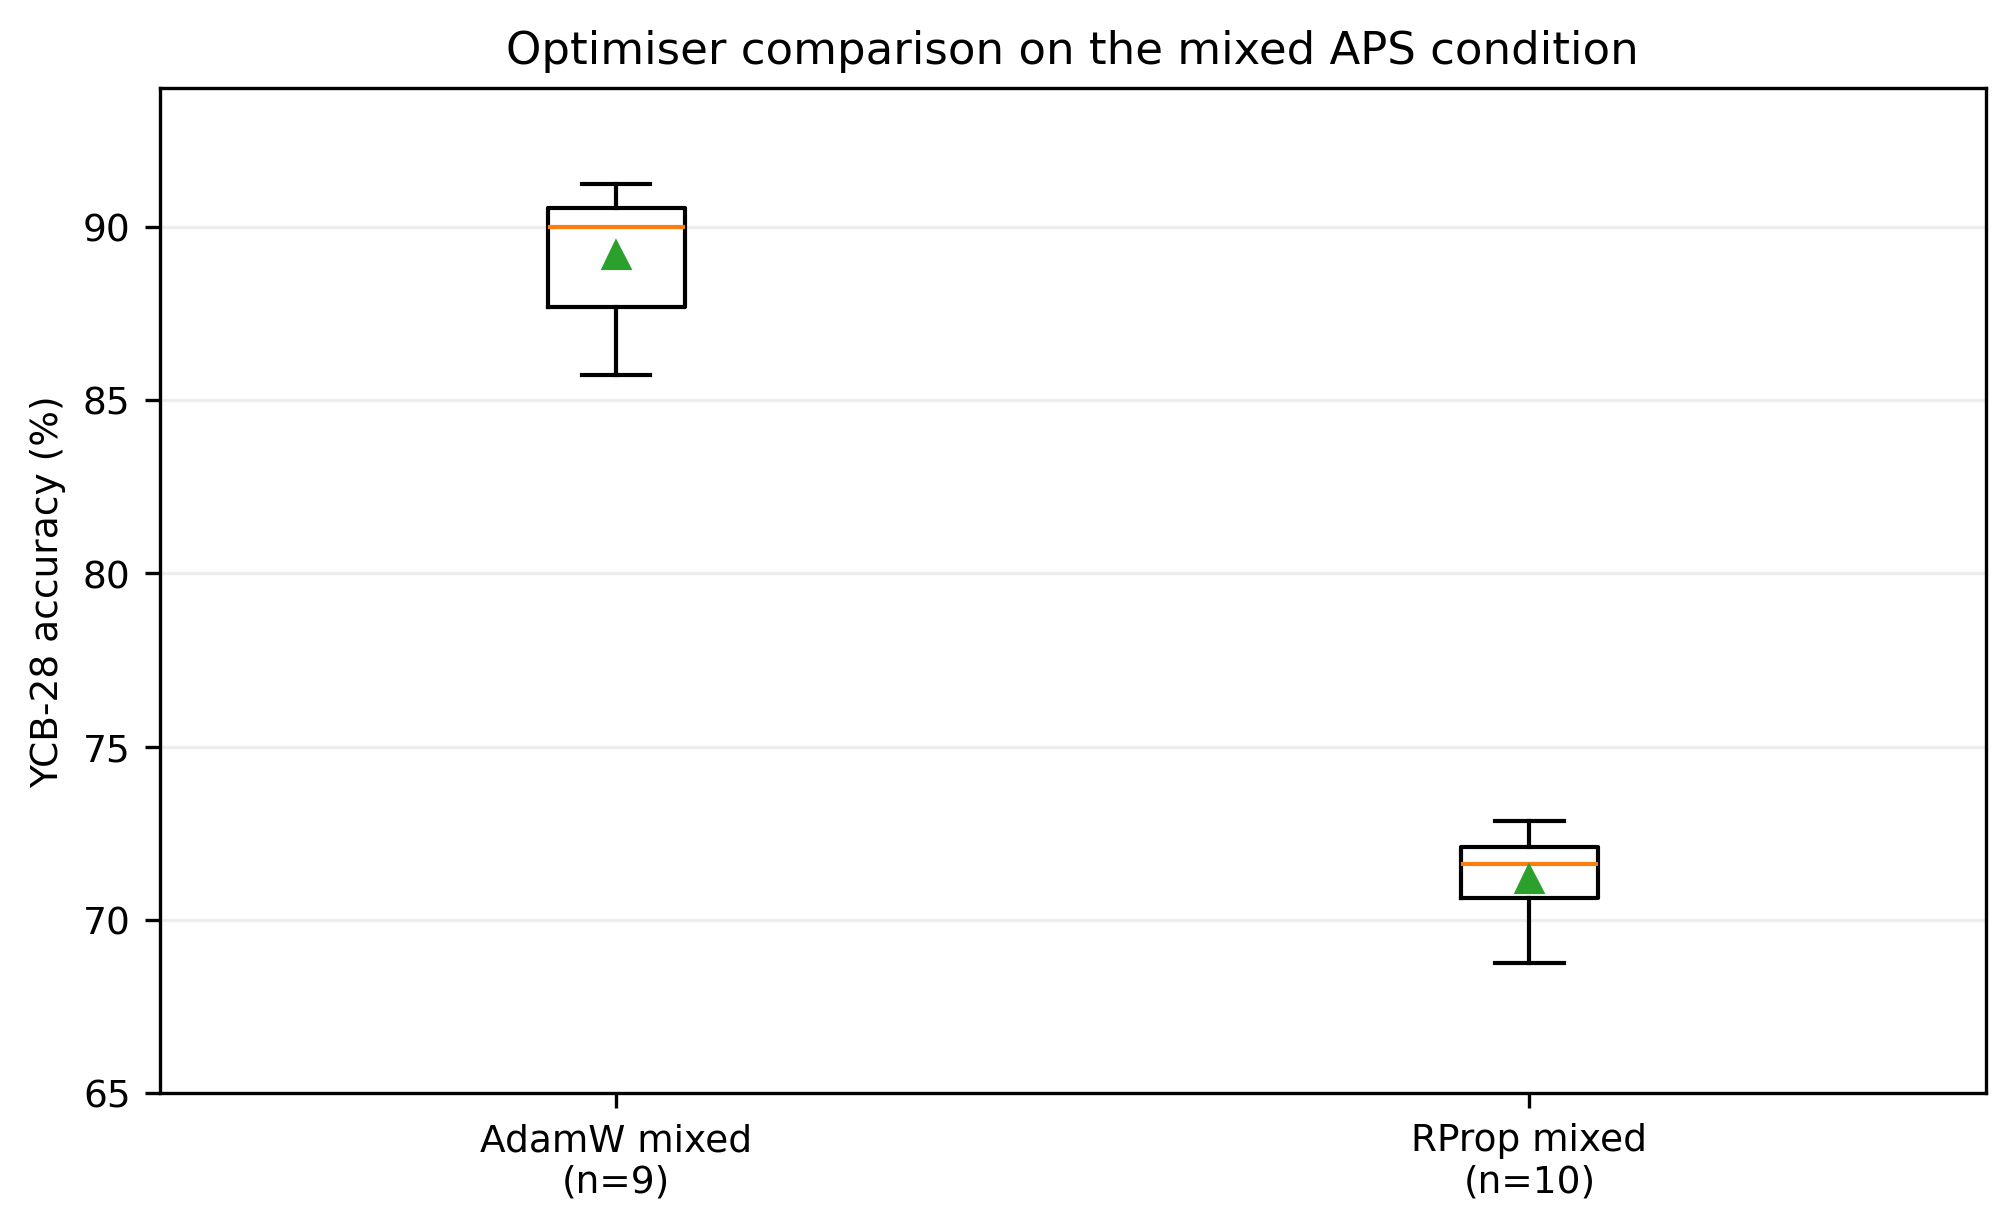 Optimiser comparison on the mixed APS condition
YCB-28 accuracy (%)
90
85
80
75
70
65
AdamW mixed
(n=9)
RProp mixed
(n=10)